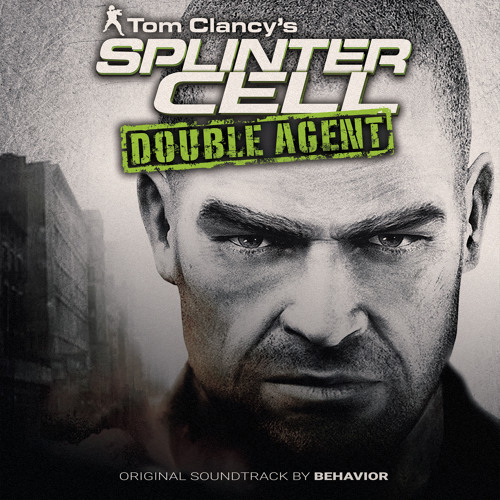 Tom Clancy's
SPLINTER
CELL
DOUBLE AGENT
ORIGINAL SOUNDTRACK BY BEHAVIOR